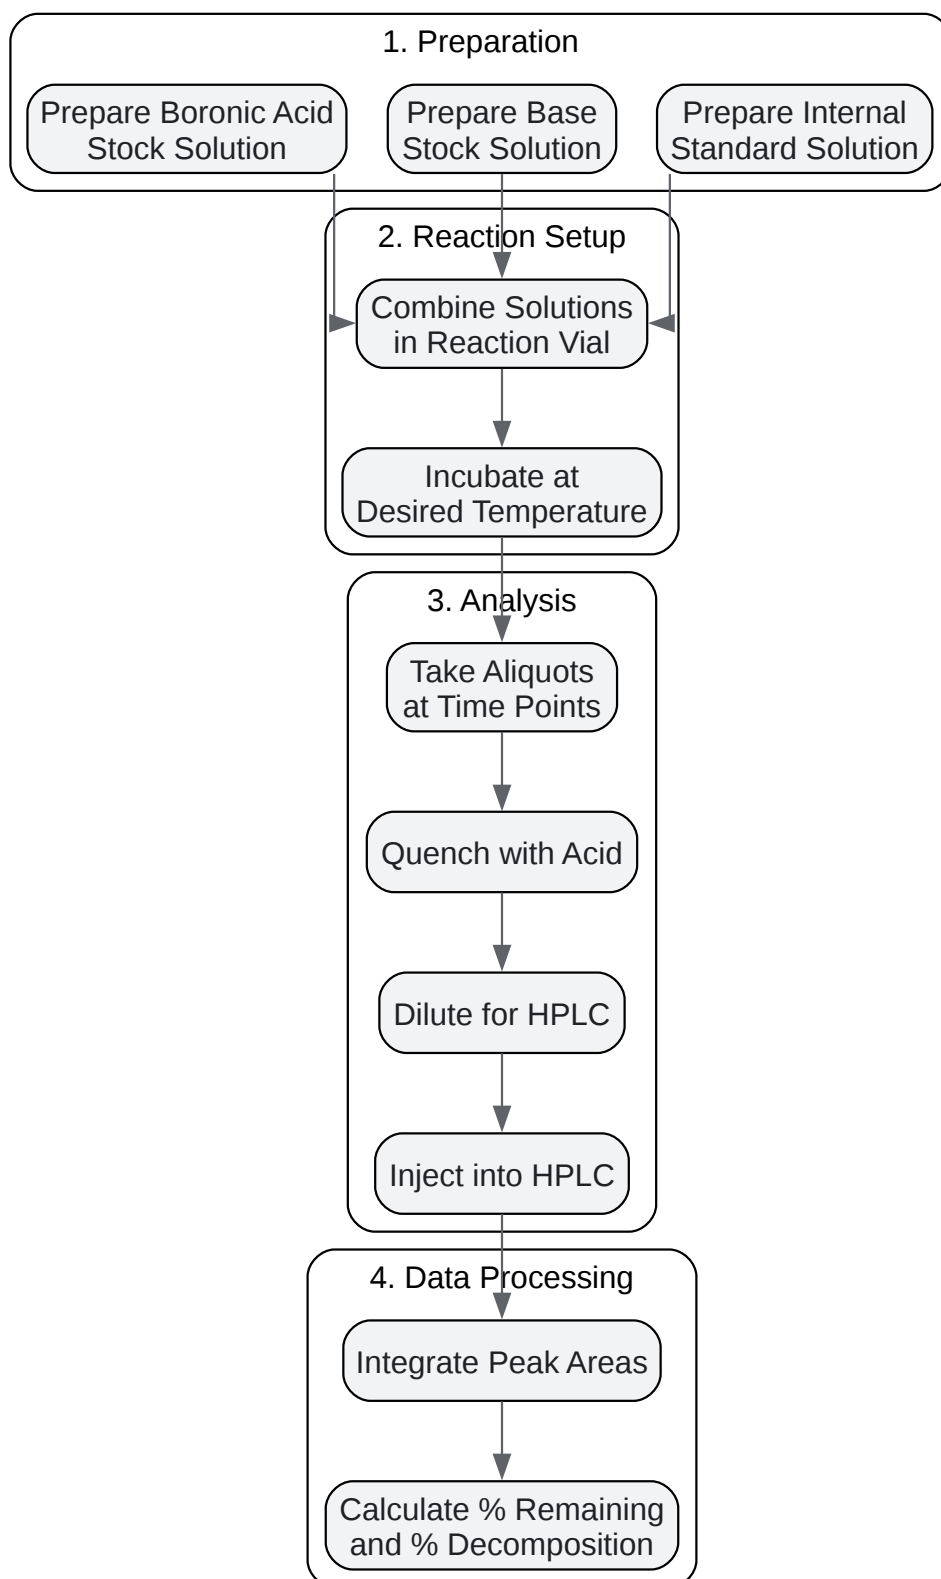 1. Preparation
Prepare Boronic Acid
Stock Solution
Prepare Base
Stock Solution
Prepare Internal
Standard Solution
2. Reaction Setup
Combine Solutions
in Reaction Vial
Incubate at
Desired Temperature
3. Analysis
Take Aliquots
at Time Points
Quench with Acid
Dilute for HPLC
Inject into HPLC
4. Data Processing
Integrate Peak Areas
Calculate % Remaining
and % Decomposition